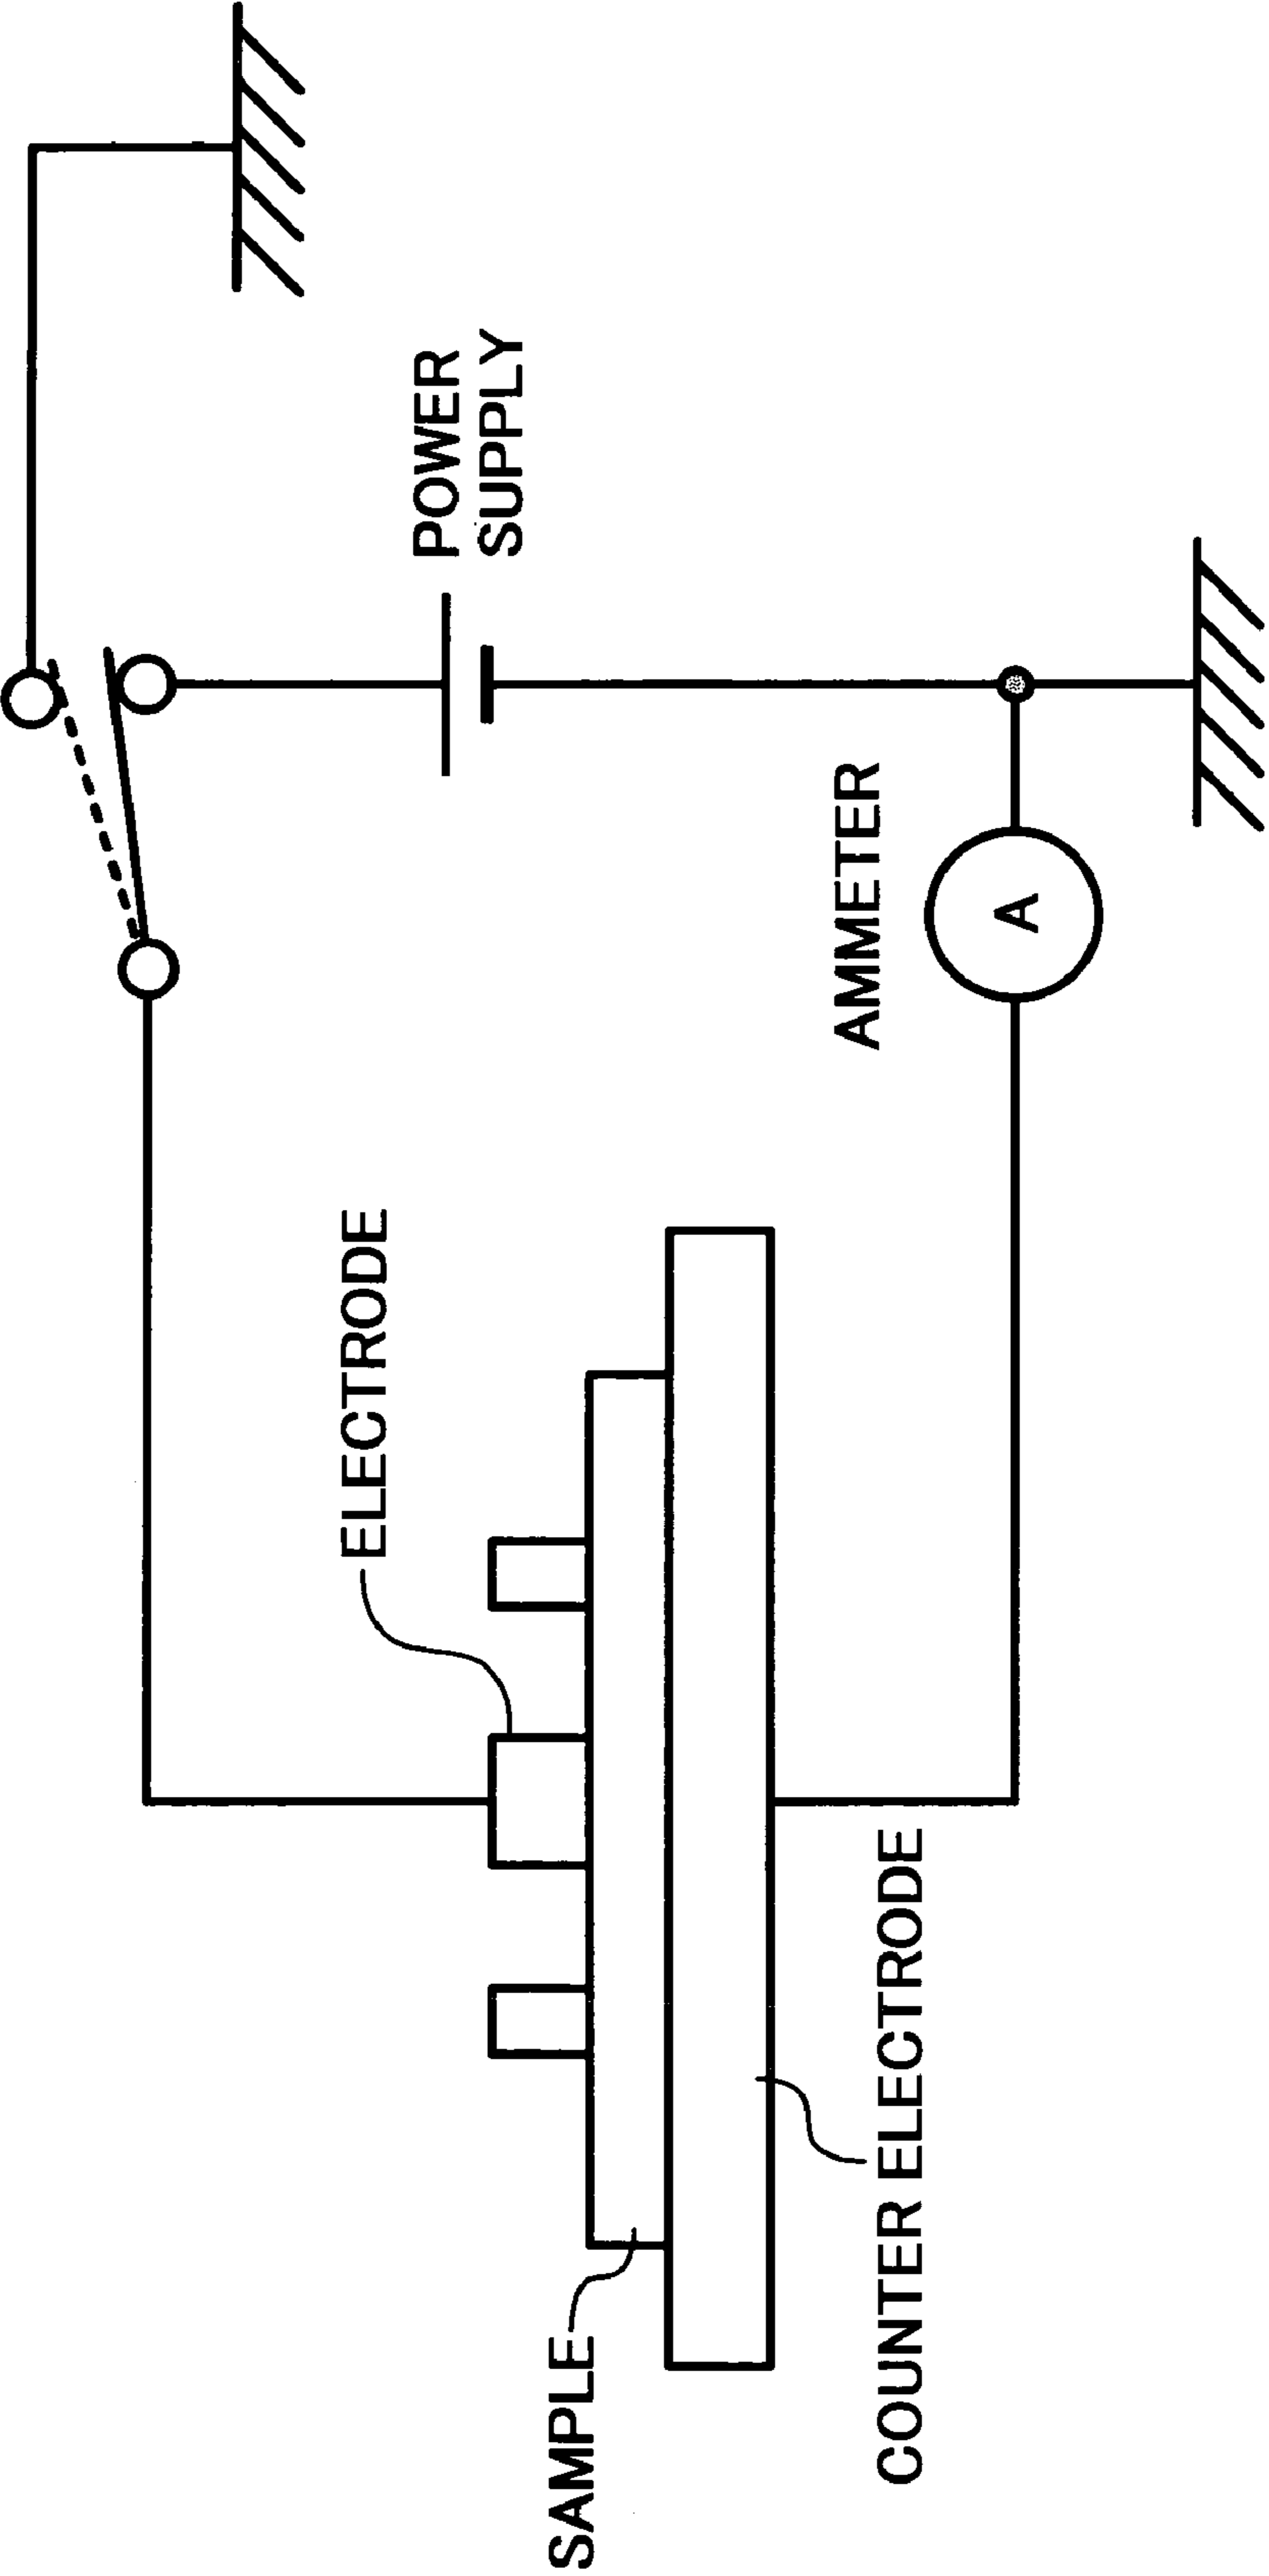 POWER
SUPPLY
ELECTRODE
AMMETER
A
SAMPLE
COUNTER ELECTRODE